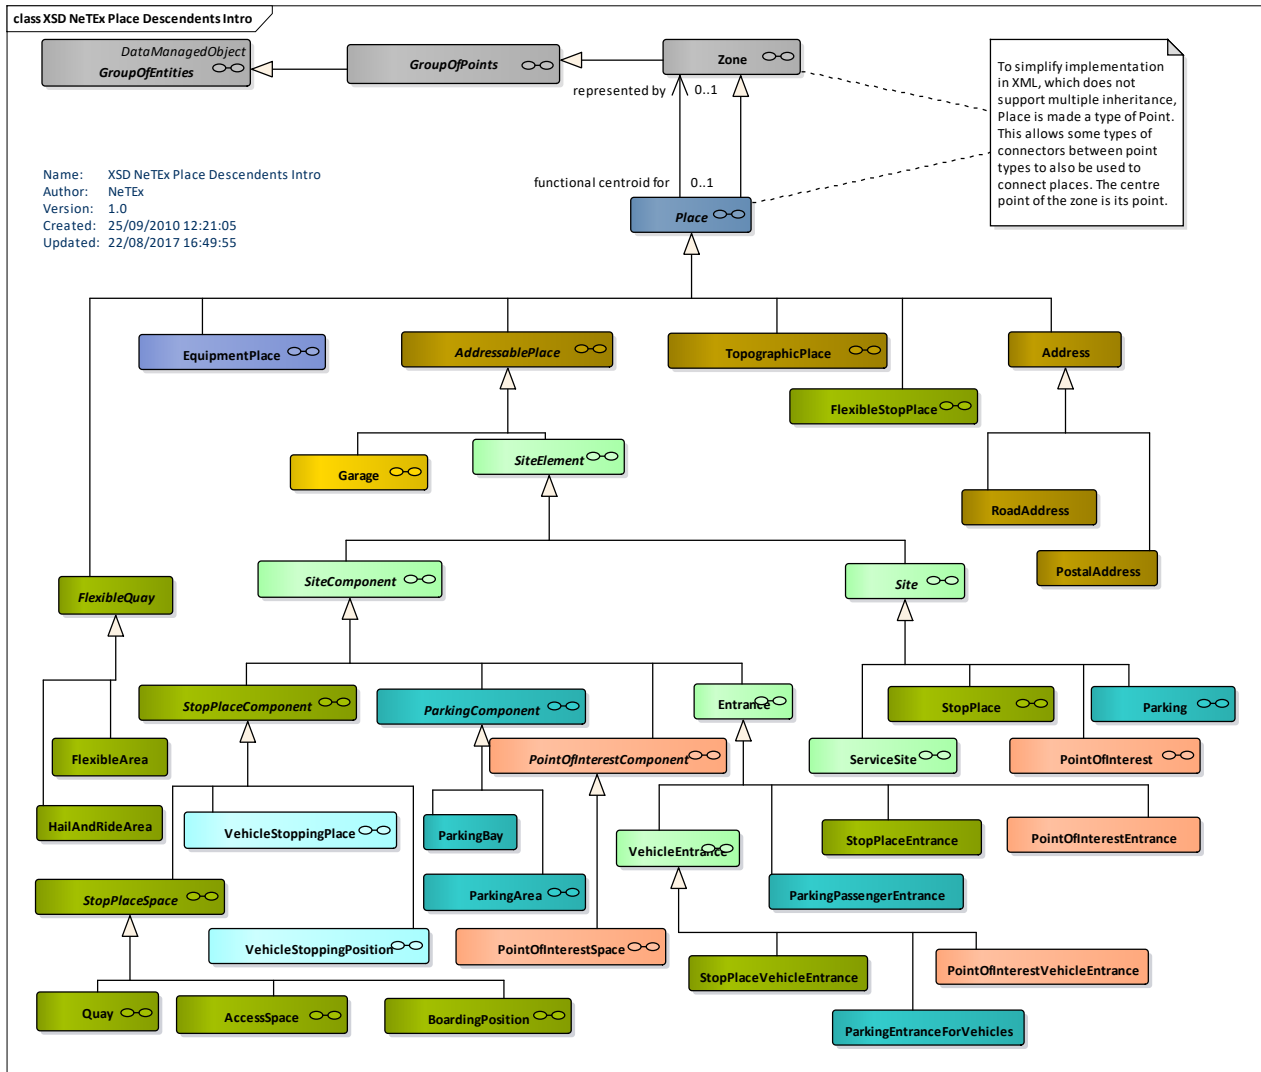 class XSD NeTEx Place Descendents Intro
DataManagedObject
GroupOfEntities
GroupOfPoints
Zone
To simplify implementation
in XML, which does not
support multiple inheritance,
Place is made a type of Point.
This allows some types of
connectors between point
types to also be used to
connect places. The centre
point of the zone is its point.
represented by 0..1
Name: XSD NeTEx Place Descendents Intro
Author: NeTEx
Version: 1.0
Created: 25/09/2010 12:21:05
Updated: 22/08/2017 16:49:55
functional centroid for 0..1
Place
EquipmentPlace
AddressablePlace
TopographicPlace
Address
FlexibleStopPlace
SiteElement
Garage
RoadAddress
PostalAddress
SiteComponent
Site
FlexibleQuay
StopPlaceComponent
ParkingComponent
Entrance
StopPlace
Parking
FlexibleArea
PointOfInterestComponent
ServiceSite
PointOfInterest
HailAndRideArea
VehicleStoppingPlace
ParkingBay
VehicleEntrance
StopPlaceEntrance
PointOfInterestEntrance
StopPlaceSpace
ParkingArea
ParkingPassengerEntrance
VehicleStoppingPosition
PointOfInterestSpace
StopPlaceVehicleEntrance
PointOfInterestVehicleEntrance
Quay
AccessSpace
BoardingPosition
ParkingEntranceForVehicles